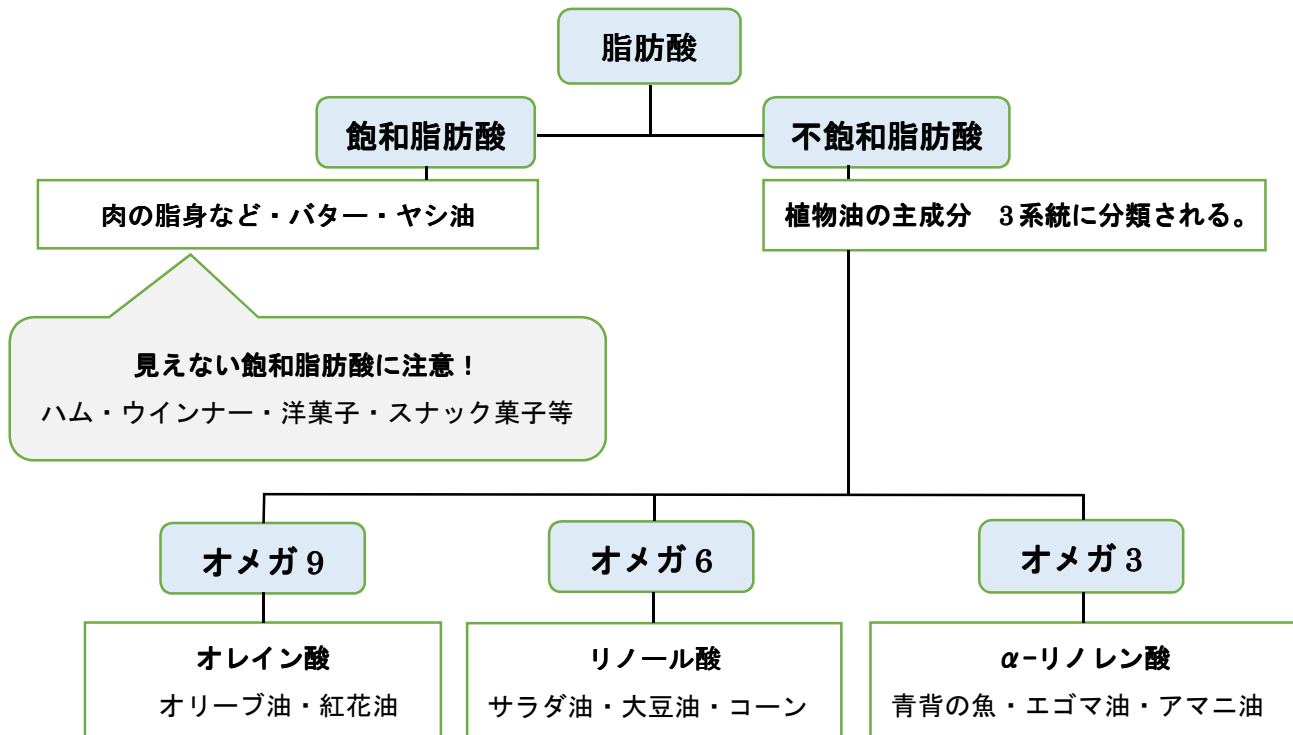 脂肪酸
飽和脂肪酸
不飽和脂肪酸
肉の脂身など・バター・ヤシ油
植物油の主成分　3系統に分類される。
見えない飽和脂肪酸に注意！
ハム・ウインナー・洋菓子・スナック菓子等
オメガ9
オメガ6
オメガ3
オレイン酸
オリーブ油・紅花油
リノール酸
サラダ油・大豆油・コーン
α-リノレン酸
青背の魚・エゴマ油・アマニ油